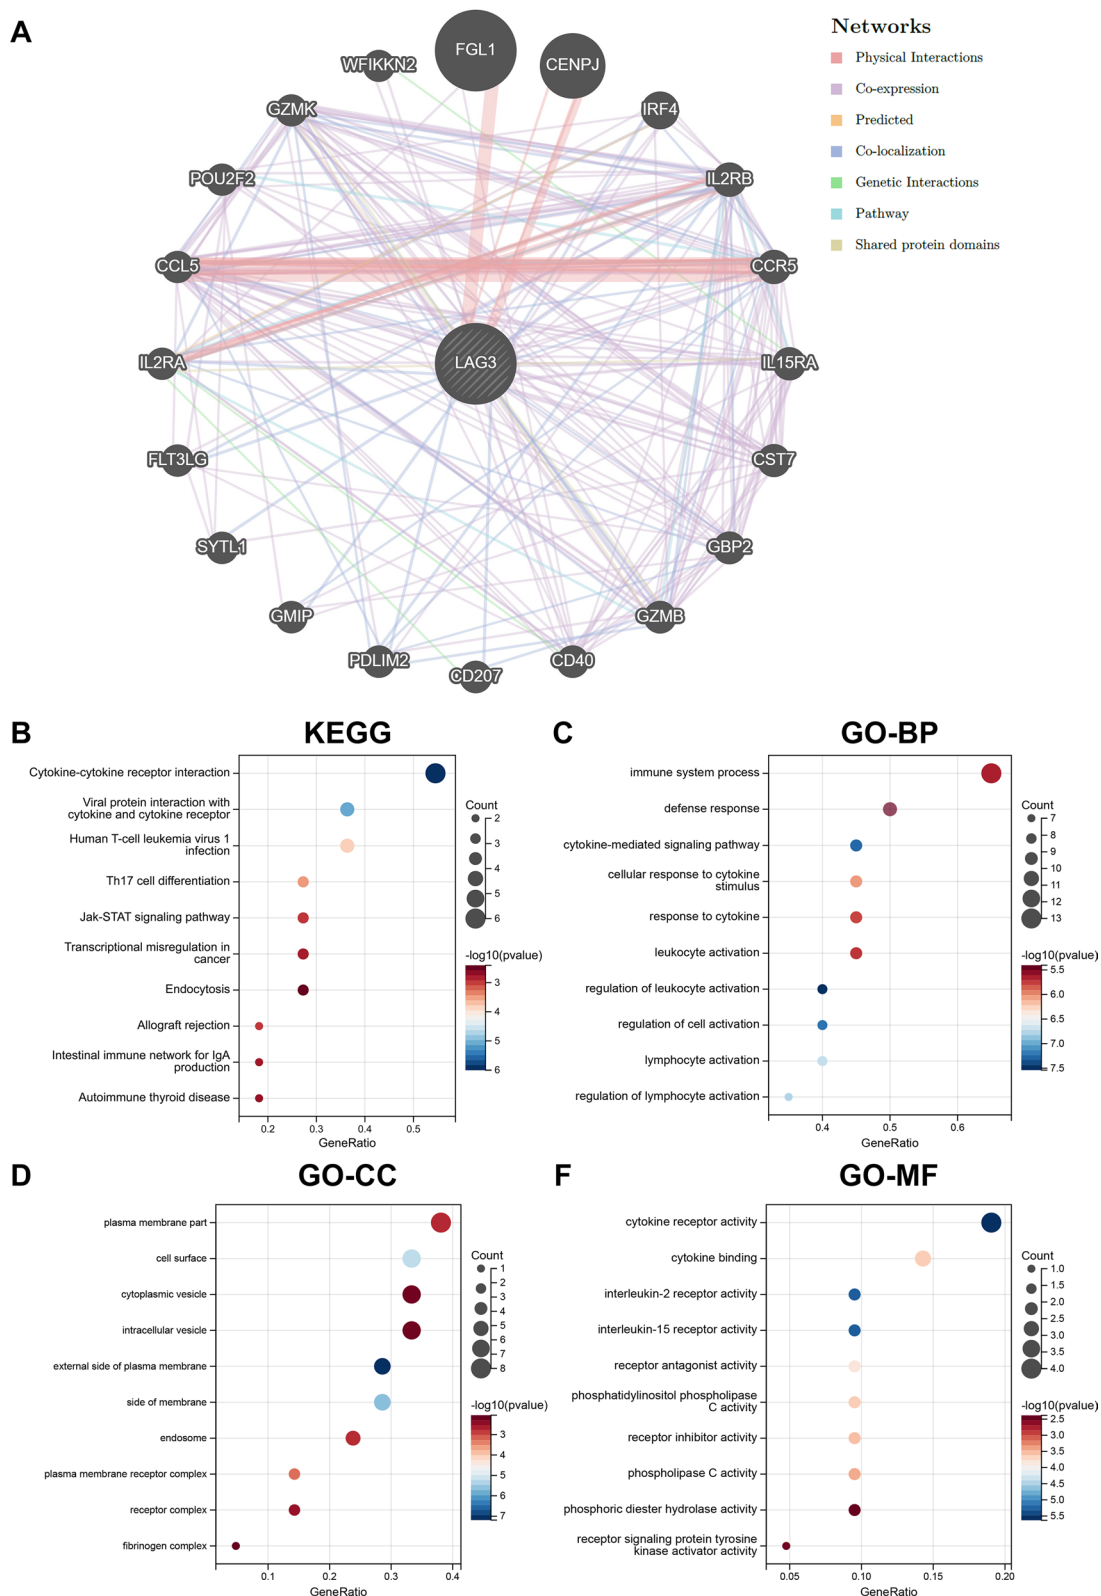 A
FGL1
CENPJ
WFIKKN2
IRF4
GZMK
IL2RB
POU2F2
CCL5
CCR5
IL2RA
LAG3
IL15RA
FLT3LG
CST7
SYTL1
GBP2
GMIP
GZMB
PDLIM2
CD207
CD40
Networks
Physical Interactions
Co-expression
Predicted
Co-localization
Genetic Interactions
Pathway
Shared protein domains
B
KEGG
Cytokine-cytokine receptor interaction
Viral protein interaction with
cytokine and cytokine receptor
Human T-cell leukemia virus 1
infection
Th17 cell differentiation
Jak-STAT signaling pathway
Transcriptional misregulation in
cancer
Endocytosis
Allograft rejection
Intestinal immune network for IgA
production
Autoimmune thyroid disease
0.2 0.3 0.4 0.5
GeneRatio
Count
2
3
4
5
6
-log10(pvalue)
3
4
5
6
C
GO-BP
immune system process
defense response
cytokine-mediated signaling pathway
cellular response to cytokine
stimulus
response to cytokine
leukocyte activation
regulation of leukocyte activation
regulation of cell activation
lymphocyte activation
regulation of lymphocyte activation
0.4 0.5 0.6
GeneRatio
Count
7
8
9
10
11
12
13
-log10(pvalue)
5.5
6.0
6.5
7.0
7.5
D
GO-CC
plasma membrane part
cell surface
cytoplasmic vesicle
intracellular vesicle
external side of plasma membrane
side of membrane
endosome
plasma membrane receptor complex
receptor complex
fibrinogen complex
0.1 0.2 0.3 0.4
GeneRatio
Count
1
2
3
4
5
6
7
8
-log10(pvalue)
3
4
5
6
7
F
GO-MF
cytokine receptor activity
cytokine binding
interleukin-2 receptor activity
interleukin-15 receptor activity
receptor antagonist activity
phosphatidylinositol phospholipase
C activity
receptor inhibitor activity
phospholipase C activity
phosphoric diester hydrolase activity
receptor signaling protein tyrosine
kinase activator activity
0.05 0.10 0.15 0.20
GeneRatio
Count
1.0
1.5
2.0
2.5
3.0
3.5
4.0
-log10(pvalue)
2.5
3.0
3.5
4.0
4.5
5.0
5.5